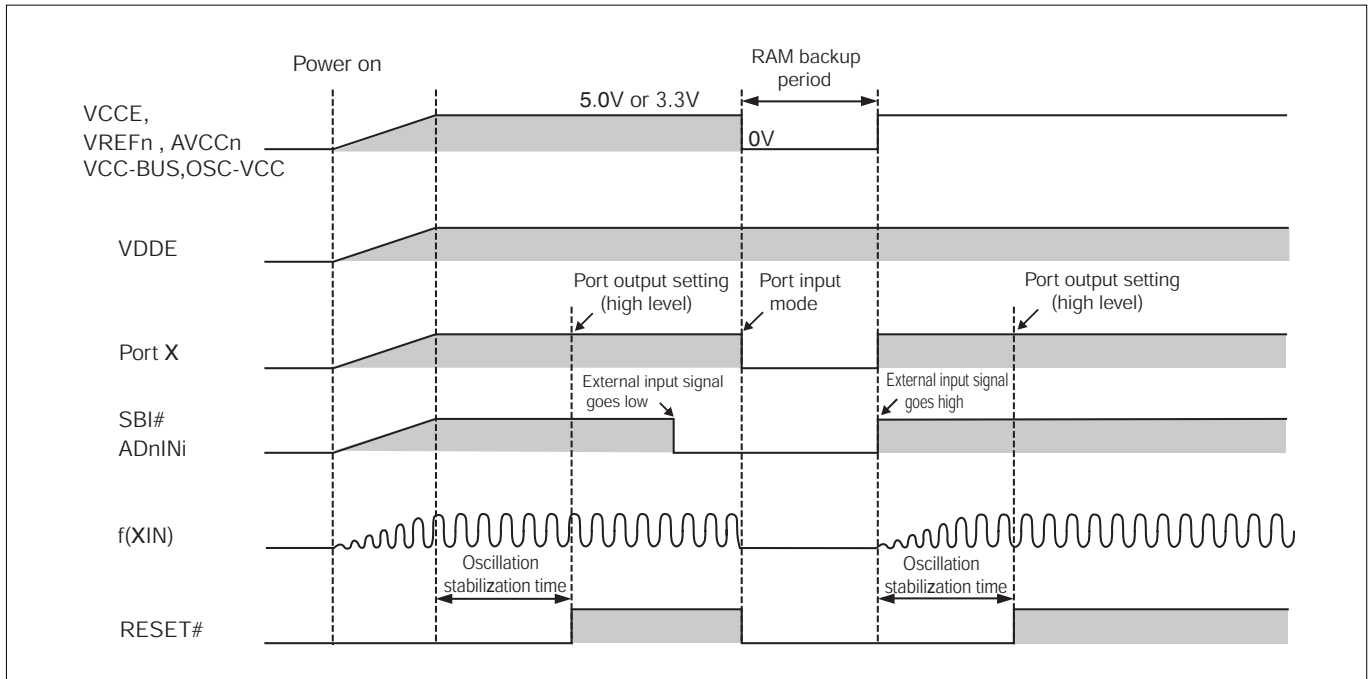 Power on
RAM backup
period
VCCE,
VREFn , AVCCn
VCC-BUS,OSC-VCC
5.0V or 3.3V
0V
VDDE
Port output setting
(high level)
Port input
mode
Port output setting
(high level)
Port X
External input signal
goes low
External input signal
goes high
SBI#
ADnINi
f(XIN)
Oscillation
stabilization time
Oscillation
stabilization time
RESET#